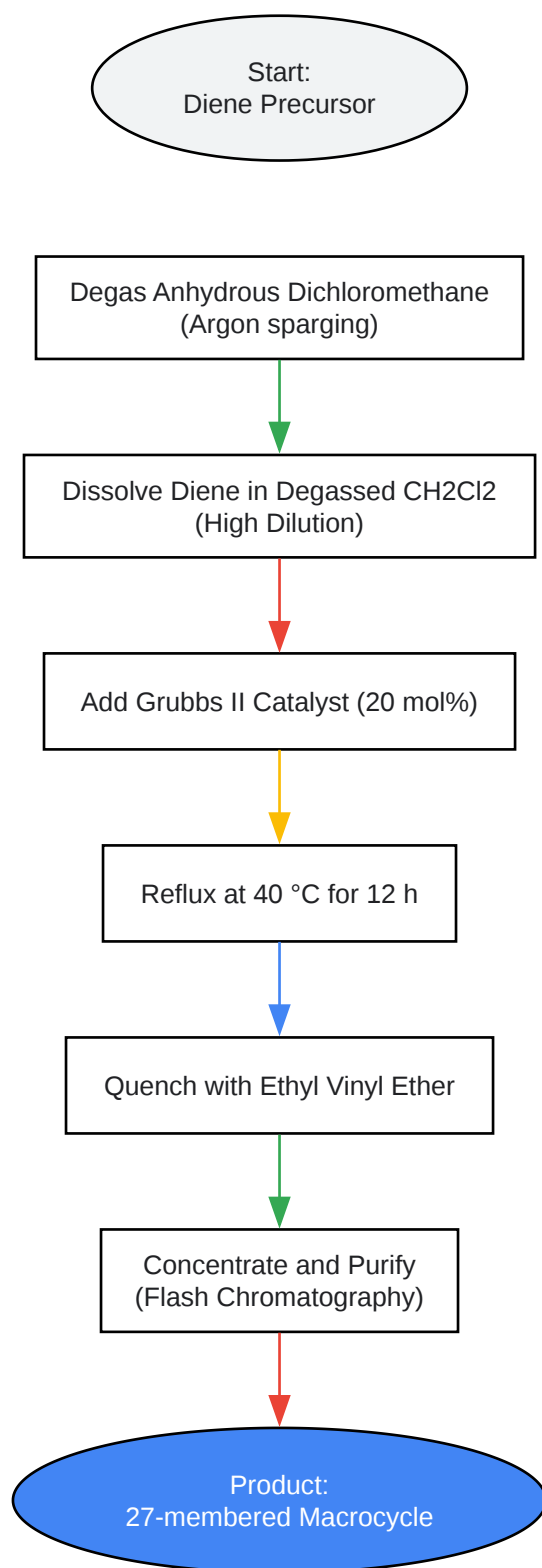 Start:
Diene Precursor
Degas Anhydrous Dichloromethane
(Argon sparging)
Dissolve Diene in Degassed CH2Cl2
(High Dilution)
Add Grubbs II Catalyst (20 mol%)
Reflux at 40 °C for 12 h
Quench with Ethyl Vinyl Ether
Concentrate and Purify
(Flash Chromatography)
Product:
27-membered Macrocycle